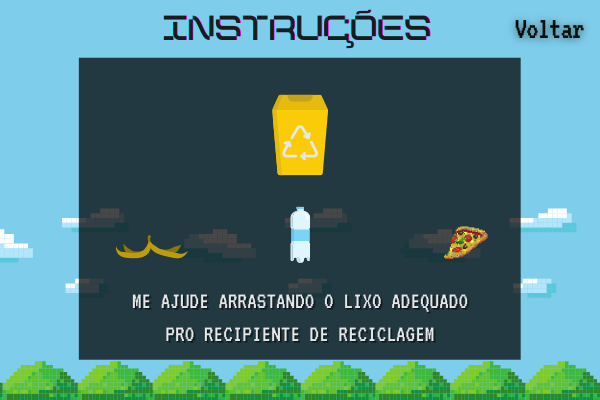 INSTRUÇÕES
Voltar
ME AJUDE ARRASTANDO O LIXO ADEQUADO
PRO RECIPIENTE DE RECICLAGEM